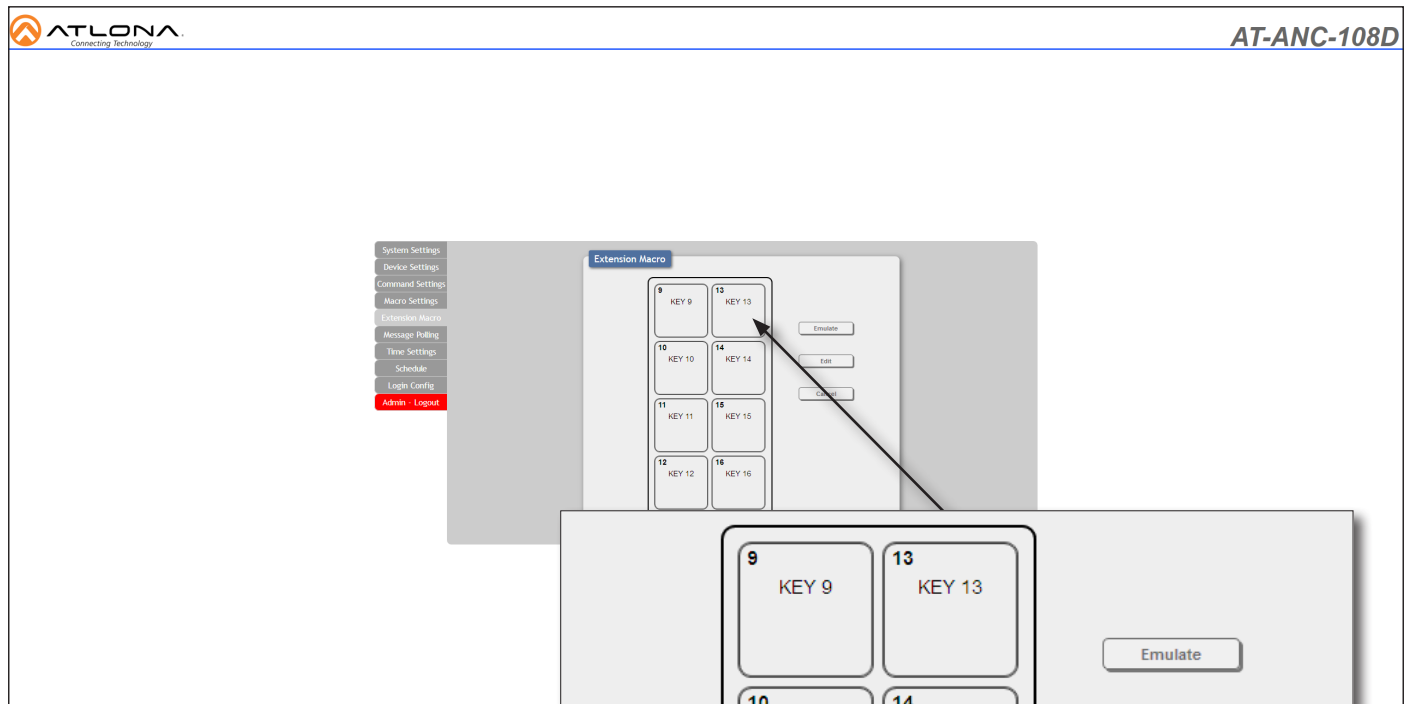 ATLONA.
Connecting Technology
AT-ANC-108D
System Settings
Device Settings
Command Settings
Macro Settings
Extension Macro
Message Polling
Time Settings
Schedule
Login Config
Admin - Logout
Extension Macro
9
KEY 9
13
KEY 13
10
KEY 10
14
KEY 14
11
KEY 11
15
KEY 15
12
KEY 12
16
KEY 16
Emulate
Edit
Cancel
9
KEY 9
13
KEY 13
Emulate
10
14